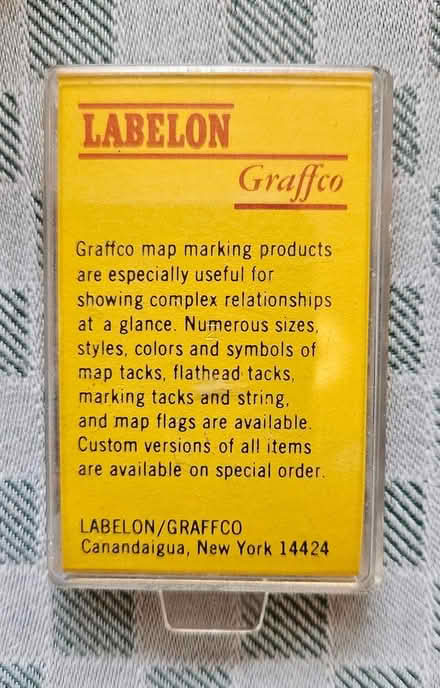 LABELON
Graffco
Graffco map marking products
are especially useful for
showing complex relationships
at a glance. Numerous sizes,
styles, colors and symbols of
map tacks, flathead tacks,
marking tacks and string,
and map flags are available.
Custom versions of all items
are available on special order.
LABELON/GRAFFCO
Canandaigua, New York 14424